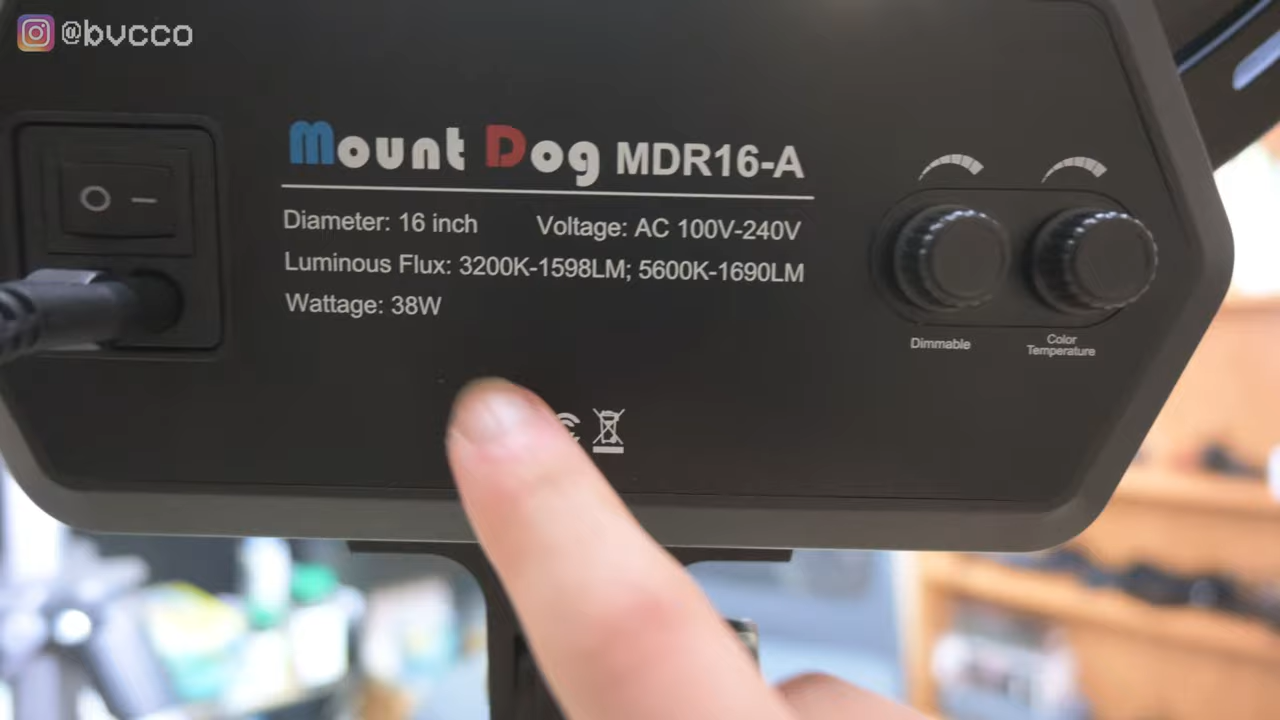 @bvcco
Mount Dog MDR16-A
Diameter: 16 inch Voltage: AC 100V-240V
Luminous Flux: 3200K-1598LM; 5600K-1690LM
Wattage: 38W
Dimmable
Color
Temperature